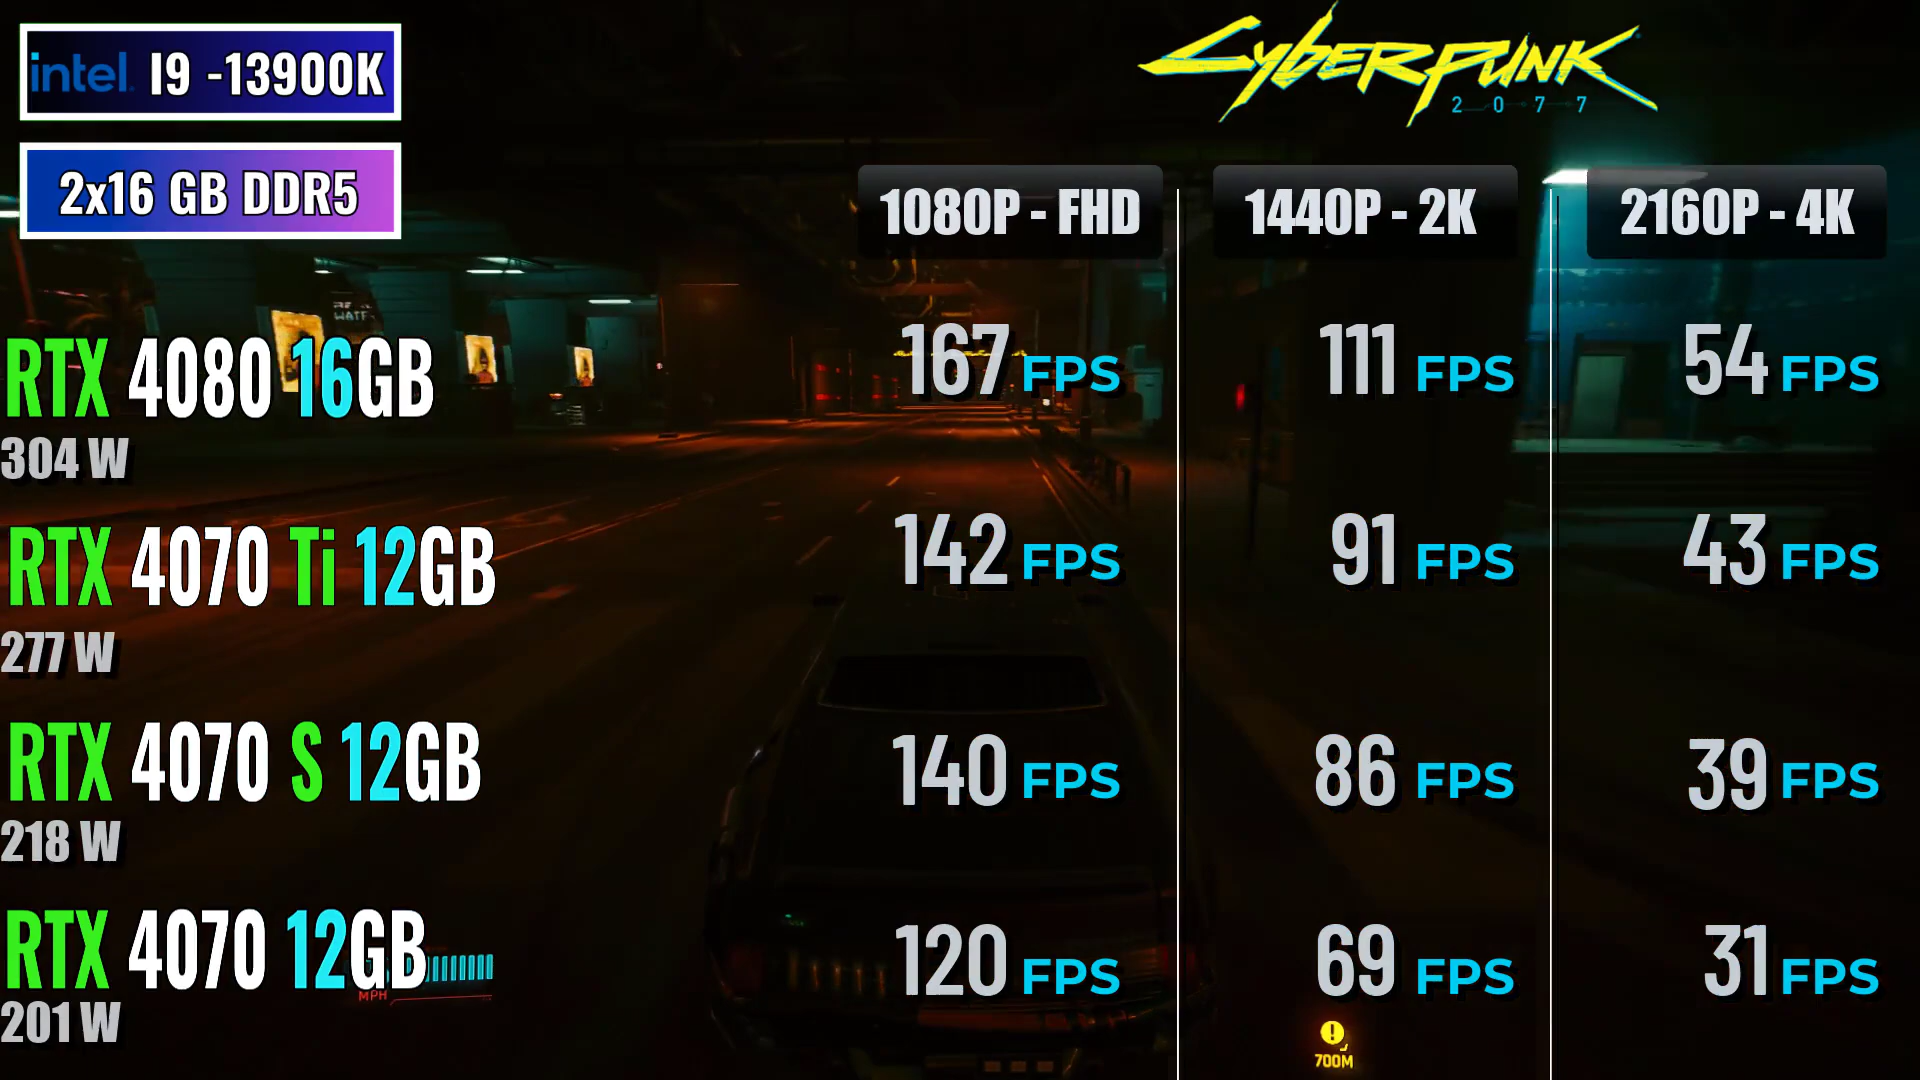 intel. I9 -13900K
CYBERPUNK
2077
2x16 GB DDR5
1080P - FHD
1440P - 2K
2160P - 4K
RTX 4080 16GB
167 FPS
111 FPS
54 FPS
304 W
RTX 4070 Ti 12GB
142 FPS
91 FPS
43 FPS
277 W
RTX 4070 S 12GB
140 FPS
86 FPS
39 FPS
218 W
RTX 4070 12GB
120 FPS
69 FPS
31 FPS
MPH
201 W
700M